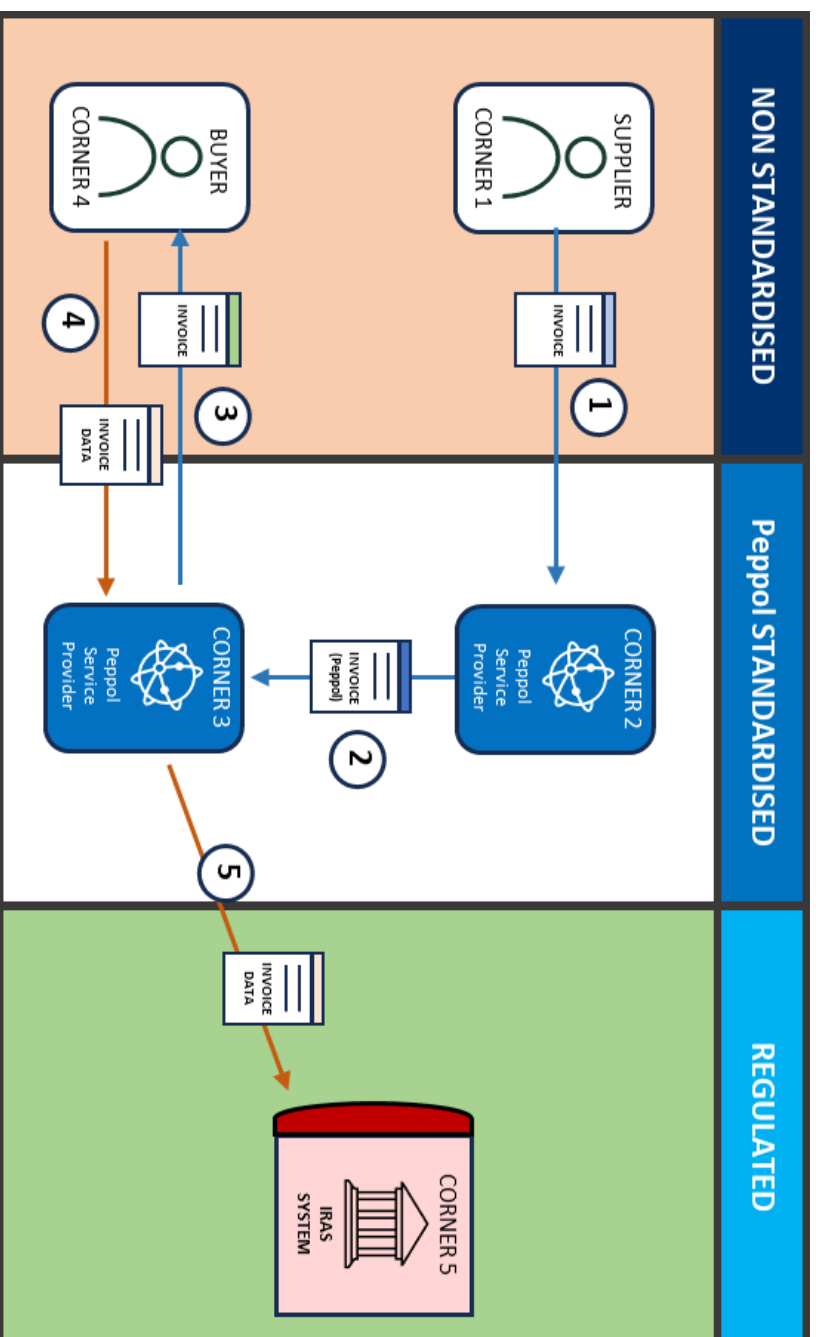 NON STANDARDISED
Peppol STANDARDISED
REGULATED
SUPPLIER
CORNER 1
INVOICE
1
CORNER 2
Peppol
Service
Provider
INVOICE
(Peppol)
2
BUYER
CORNER 4
INVOICE
3
4
INVOICE
DATA
CORNER 3
Peppol
Service
Provider
5
INVOICE
DATA
CORNER 5
IRAS
SYSTEM